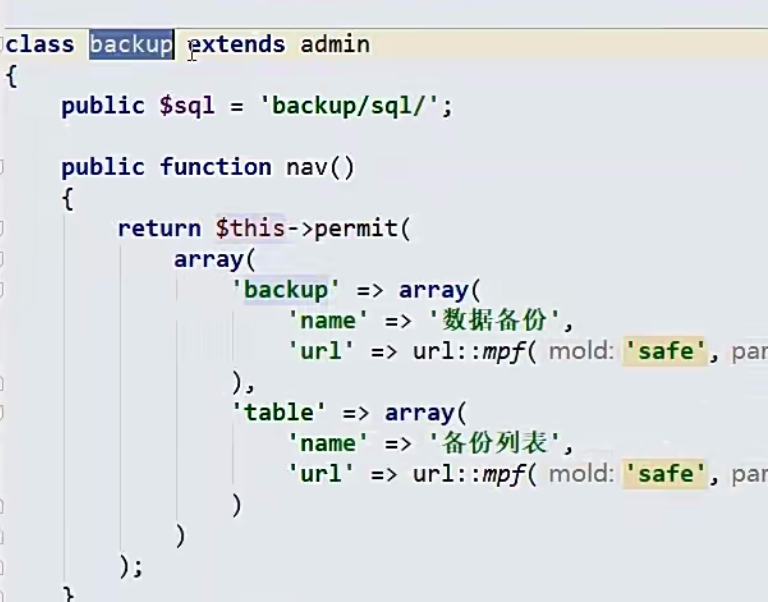 class backup extends admin
{
    public $sql = 'backup/sql/';
    public function nav()
    {
        return $this->permit(
            array(
                'backup' => array(
                    'name' => '数据备份',
                    'url' => url::mpf( mold: 'safe', par
                ),
                'table' => array(
                    'name' => '备份列表',
                    'url' => url::mpf( mold: 'safe', par
                )
            )
        );
    }